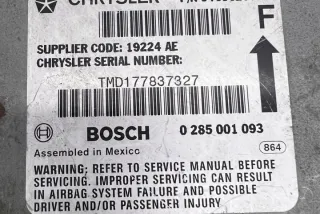 CHRYSLER
F
SUPPLIER CODE: 19224 AE
CHRYSLER SERIAL NUMBER:
TMD177837327
BOSCH 0 285 001 093
Assembled in Mexico 864
WARNING: REFER TO SERVICE MANUAL BEFORE
SERVICING. IMPROPER SERVICING CAN RESULT
IN AIRBAG SYSTEM FAILURE AND POSSIBLE
DRIVER AND/OR PASSENGER INJURY